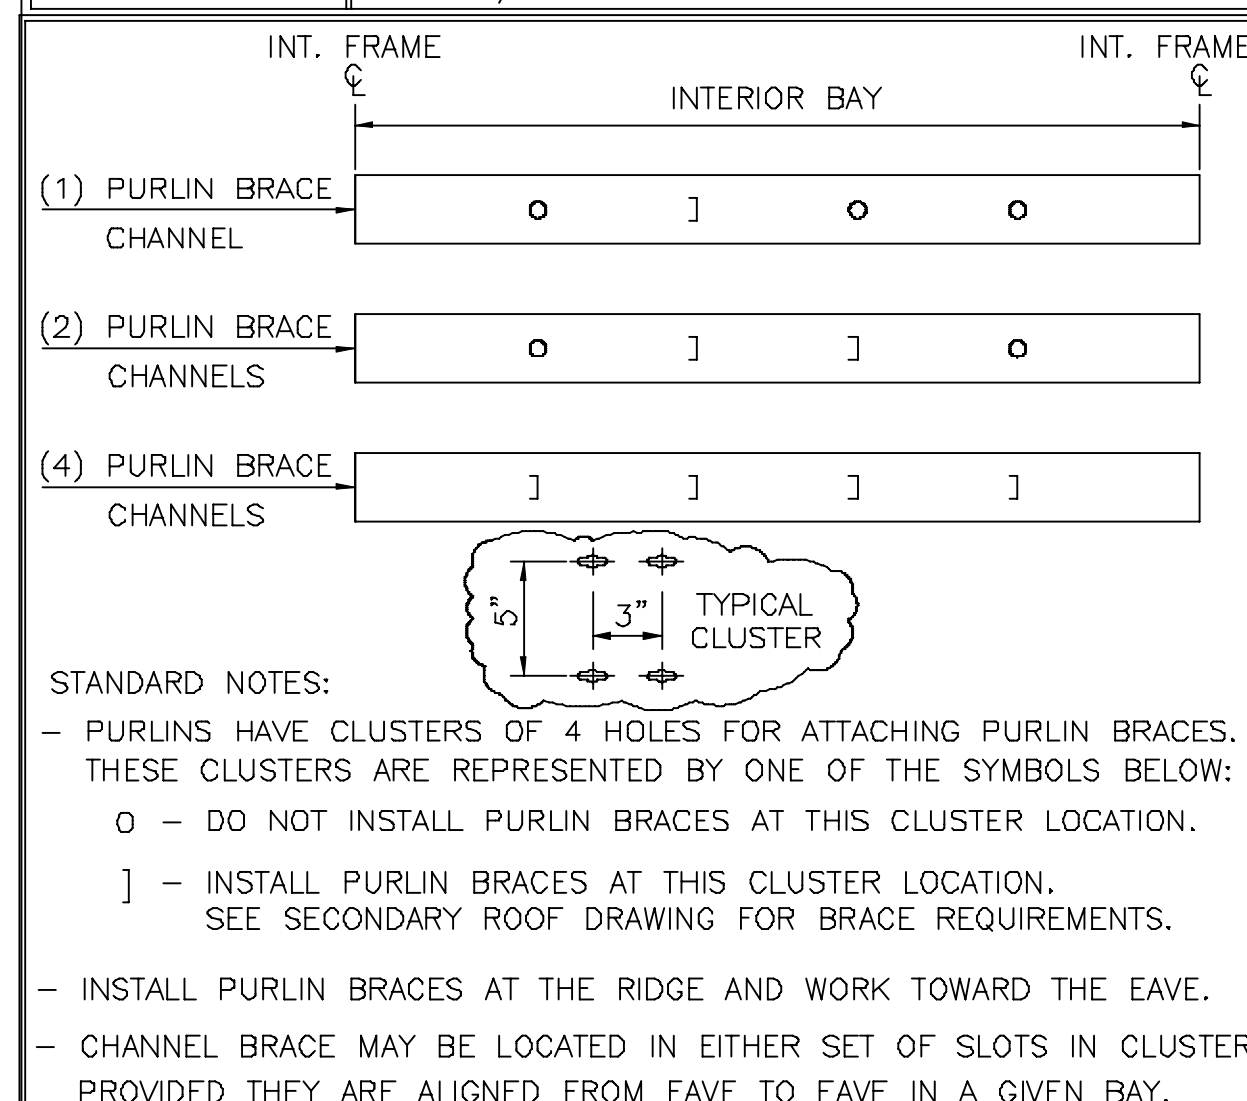 INT. FRAME
INT. FRAME
℄
℄
INTERIOR BAY
(1) PURLIN BRACE
CHANNEL
O ] O O
(2) PURLIN BRACE
CHANNELS
O ] ] O
(4) PURLIN BRACE
CHANNELS
] ] ] ]
5"
3"
TYPICAL
CLUSTER
STANDARD NOTES:
– PURLINS HAVE CLUSTERS OF 4 HOLES FOR ATTACHING PURLIN BRACES.
THESE CLUSTERS ARE REPRESENTED BY ONE OF THE SYMBOLS BELOW:
O – DO NOT INSTALL PURLIN BRACES AT THIS CLUSTER LOCATION.
] – INSTALL PURLIN BRACES AT THIS CLUSTER LOCATION.
SEE SECONDARY ROOF DRAWING FOR BRACE REQUIREMENTS.
– INSTALL PURLIN BRACES AT THE RIDGE AND WORK TOWARD THE EAVE.
– CHANNEL BRACE MAY BE LOCATED IN EITHER SET OF SLOTS IN CLUSTER
PROVIDED THEY ARE ALIGNED FROM EAVE TO EAVE IN A GIVEN BAY.